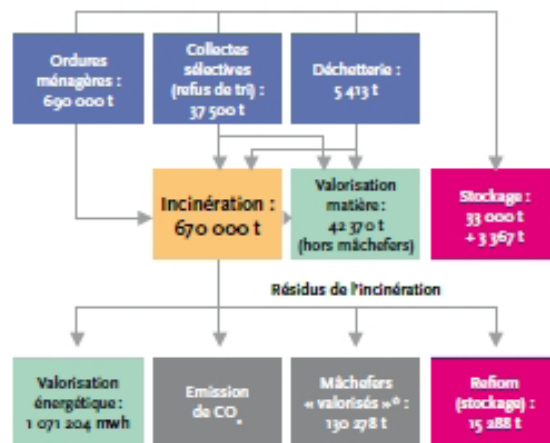 Ordures
ménagères :
690 000 t
Collectes
sélectives
(refus de tri) :
37 500 t
Déchetterie :
5 413 t
Incinération :
670 000 t
Valorisation
matière :
42 370 t
(hors mâchefers)
Stockage :
33 000 t
+ 3 367 t
Résidus de l'incinération
Valorisation
énergétique :
1 071 204 mwh
Emission
de CO
Mâchefers
« valorisés »* :
130 278 t
Refiom
(stockage) :
15 288 t